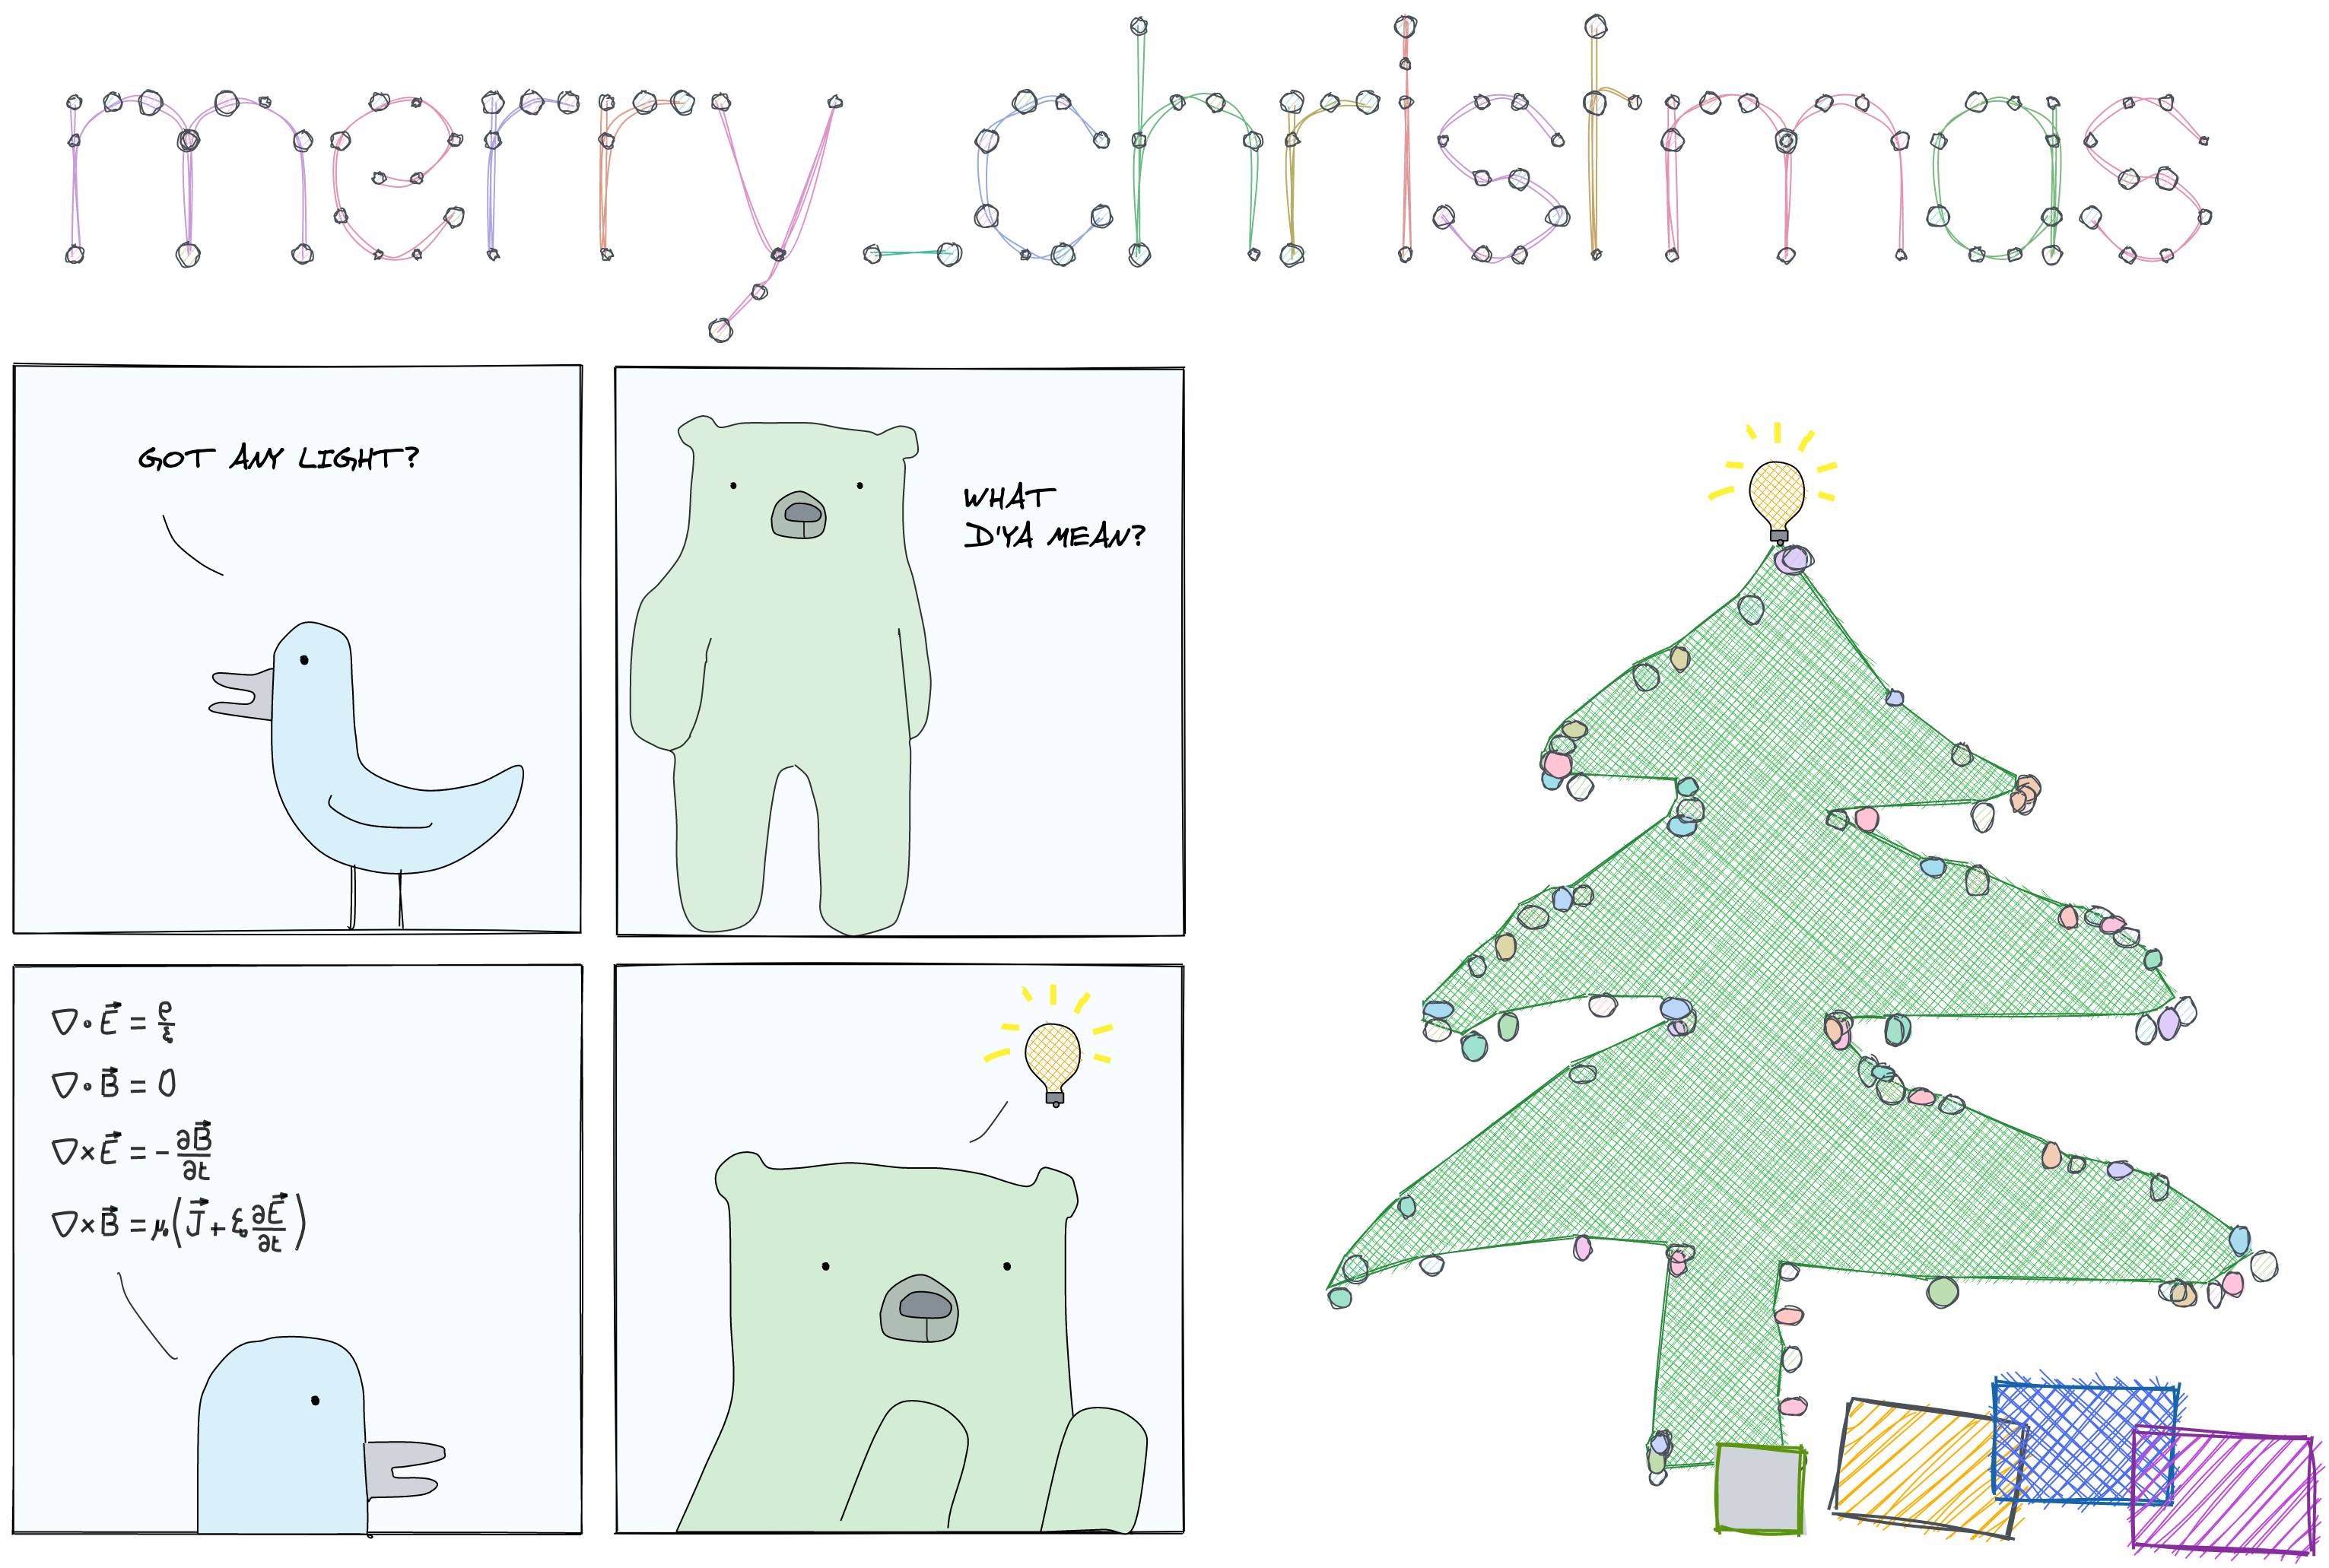 merry_christmas
GOT ANY LIGHT?
WHAT
D'YA MEAN?
∇∘E⃗ = ρ/ε₀
∇∘B⃗ = 0
∇×E⃗ = -∂B⃗/∂t
∇×B⃗ = μ₀(J⃗+ε₀∂E⃗/∂t)